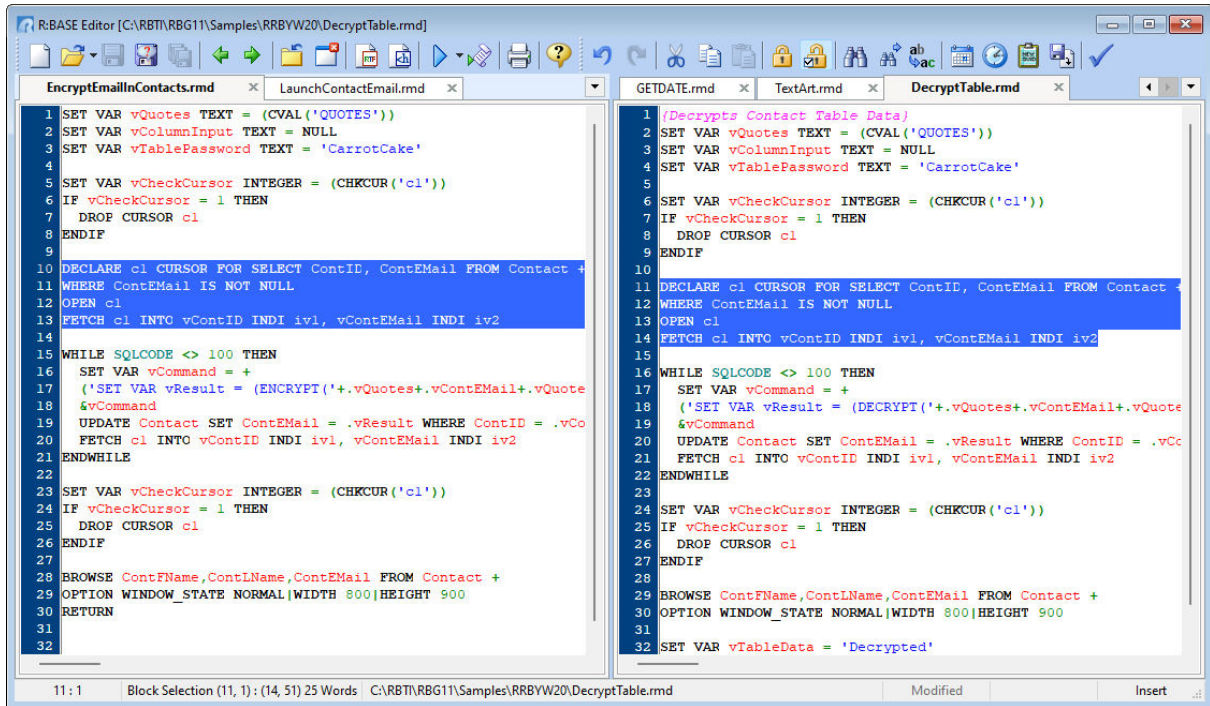 R:BASE Editor [C:\RBTI\RBG11\Samples\RRBYW20\DecryptTable.rmd]
EncryptEmailInContacts.rmd × LaunchContactEmail.rmd ×
1 SET VAR vQuotes TEXT = (CVAL('QUOTES'))
2 SET VAR vColumnInput TEXT = NULL
3 SET VAR vTablePassword TEXT = 'CarrotCake'
4
5 SET VAR vCheckCursor INTEGER = (CHKCUR('c1'))
6 IF vCheckCursor = 1 THEN
7 DROP CURSOR c1
8 ENDIF
9
10 DECLARE c1 CURSOR FOR SELECT ContID, ContEMail FROM Contact +
11 WHERE ContEMail IS NOT NULL
12 OPEN c1
13 FETCH c1 INTO vContID INDI iv1, vContEMail INDI iv2
14
15 WHILE SQLCODE <> 100 THEN
16 SET VAR vCommand = +
17 ('SET VAR vResult = (ENCRYPT('+.vQuotes+.vContEMail+.vQuote
18 &vCommand
19 UPDATE Contact SET ContEMail = .vResult WHERE ContID = .vCo
20 FETCH c1 INTO vContID INDI iv1, vContEMail INDI iv2
21 ENDWHILE
22
23 SET VAR vCheckCursor INTEGER = (CHKCUR('c1'))
24 IF vCheckCursor = 1 THEN
25 DROP CURSOR c1
26 ENDIF
27
28 BROWSE ContFName,ContLName,ContEMail FROM Contact +
29 OPTION WINDOW_STATE NORMAL|WIDTH 800|HEIGHT 900
30 RETURN
31
32
GETDATE.rmd × TextArt.rmd × DecryptTable.rmd ×
1 {Decrypts Contact Table Data}
2 SET VAR vQuotes TEXT = (CVAL('QUOTES'))
3 SET VAR vColumnInput TEXT = NULL
4 SET VAR vTablePassword TEXT = 'CarrotCake'
5
6 SET VAR vCheckCursor INTEGER = (CHKCUR('c1'))
7 IF vCheckCursor = 1 THEN
8 DROP CURSOR c1
9 ENDIF
10
11 DECLARE c1 CURSOR FOR SELECT ContID, ContEMail FROM Contact +
12 WHERE ContEMail IS NOT NULL
13 OPEN c1
14 FETCH c1 INTO vContID INDI iv1, vContEMail INDI iv2
15
16 WHILE SQLCODE <> 100 THEN
17 SET VAR vCommand = +
18 ('SET VAR vResult = (DECRYPT('+.vQuotes+.vContEMail+.vQuote
19 &vCommand
20 UPDATE Contact SET ContEMail = .vResult WHERE ContID = .vCo
21 FETCH c1 INTO vContID INDI iv1, vContEMail INDI iv2
22 ENDWHILE
23
24 SET VAR vCheckCursor INTEGER = (CHKCUR('c1'))
25 IF vCheckCursor = 1 THEN
26 DROP CURSOR c1
27 ENDIF
28
29 BROWSE ContFName,ContLName,ContEMail FROM Contact +
30 OPTION WINDOW_STATE NORMAL|WIDTH 800|HEIGHT 900
31
32 SET VAR vTableData = 'Decrypted'
11 : 1 Block Selection (11, 1) : (14, 51) 25 Words C:\RBTI\RBG11\Samples\RRBYW20\DecryptTable.rmd Modified Insert